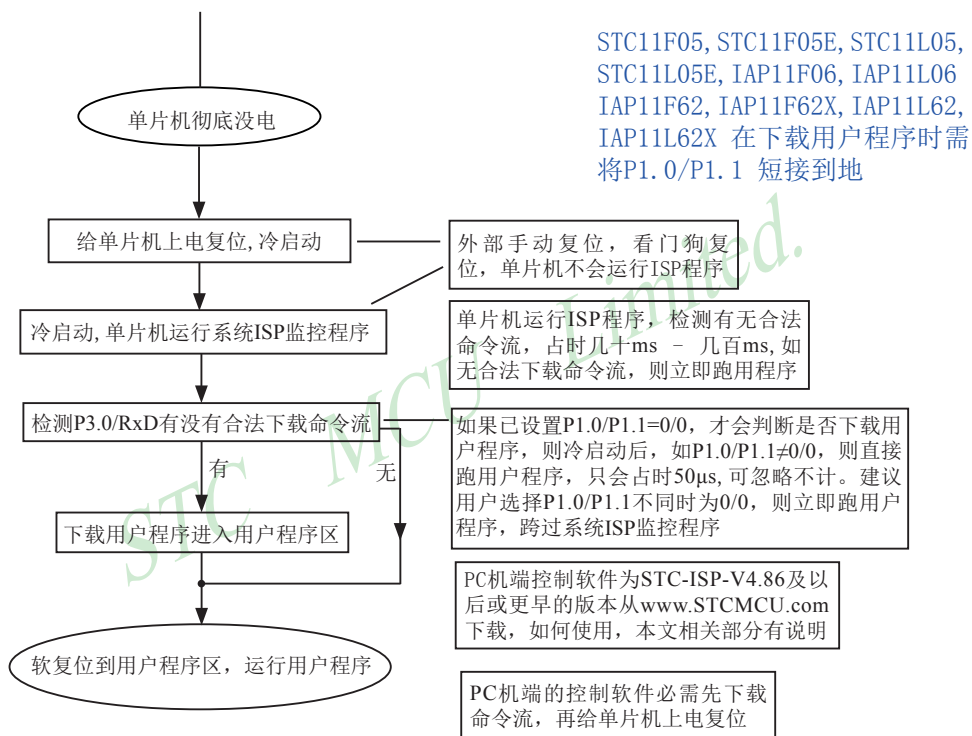 STC11F05,STC11F05E,STC11L05,
STC11L05E,IAP11F06,IAP11L06
IAP11F62,IAP11F62X,IAP11L62,
IAP11L62X 在下载用户程序时需
将P1.0/P1.1 短接到地
单片机彻底没电
给单片机上电复位,冷启动
外部手动复位，看门狗复
位，单片机不会运行ISP程序
冷启动,单片机运行系统ISP监控程序
单片机运行ISP程序，检测有无合法
命令流，占时几十ms - 几百ms,如
无合法下载命令流，则立即跑用程序
检测P3.0/RxD有没有合法下载命令流
如果已设置P1.0/P1.1=0/0，才会判断是否下载用
户程序，则冷启动后，如P1.0/P1.1≠0/0，则直接
跑用户程序，只会占时50μs,可忽略不计。建议
用户选择P1.0/P1.1不同时为0/0，则立即跑用户
程序，跨过系统ISP监控程序
有
无
下载用户程序进入用户程序区
PC机端控制软件为STC-ISP-V4.86及以
后或更早的版本从www.STCMCU.com
下载，如何使用，本文相关部分有说明
软复位到用户程序区，运行用户程序
PC机端的控制软件必需先下载
命令流，再给单片机上电复位
STC MCU Limited.